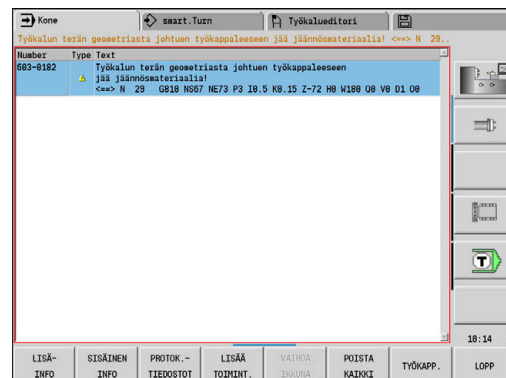 Kone
smart.Turn
Työkalueditori
Työkalun terän geometriasta johtuen työkappaleeseen jää jäännösmateriaalia! <==> N 29..
Number Type Text
603-0182 Työkalun terän geometriasta johtuen työkappaleeseen
jää jäännösmateriaalia!
<==> N 29 G810 NS67 NE73 P3 I0.5 K0.15 Z-72 H0 W180 Q0 V0 D1 O0
T
18:14
LISÄ-
INFO
SISÄINEN
INFO
PROTOK.-
TIEDOSTOT
LISÄÄ
TOIMINT.
VAIHDA
IKKUNA
POISTA
KAIKKI
TYÖKAPP.
LOPP